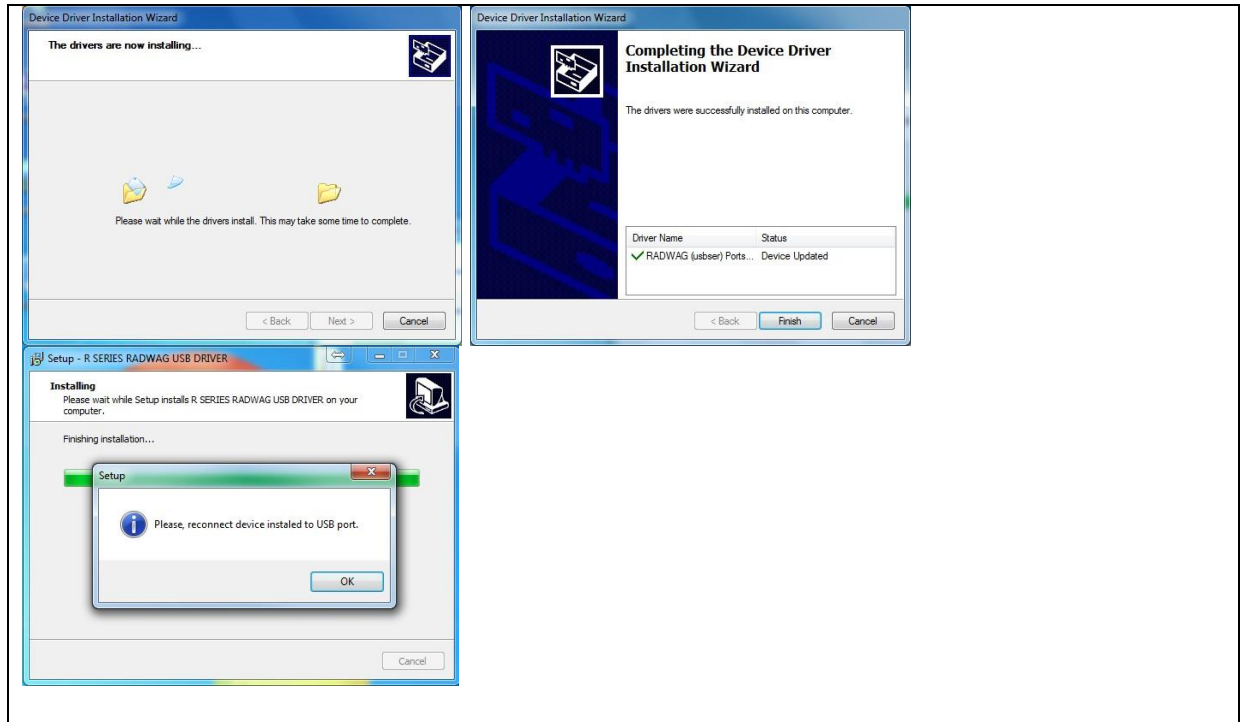 Device Driver Installation Wizard
The drivers are now installing...
Please wait while the drivers install. This may take some time to complete.
< Back Next > Cancel
Device Driver Installation Wizard
Completing the Device Driver
Installation Wizard
The drivers were successfully installed on this computer.
Driver Name Status
RADWAG (usbser) Ports... Device Updated
< Back Finish Cancel
Setup - R SERIES RADWAG USB DRIVER
Installing
Please wait while Setup installs R SERIES RADWAG USB DRIVER on your
computer.
Finishing installation...
Setup
Please, reconnect device instaled to USB port.
OK
Cancel